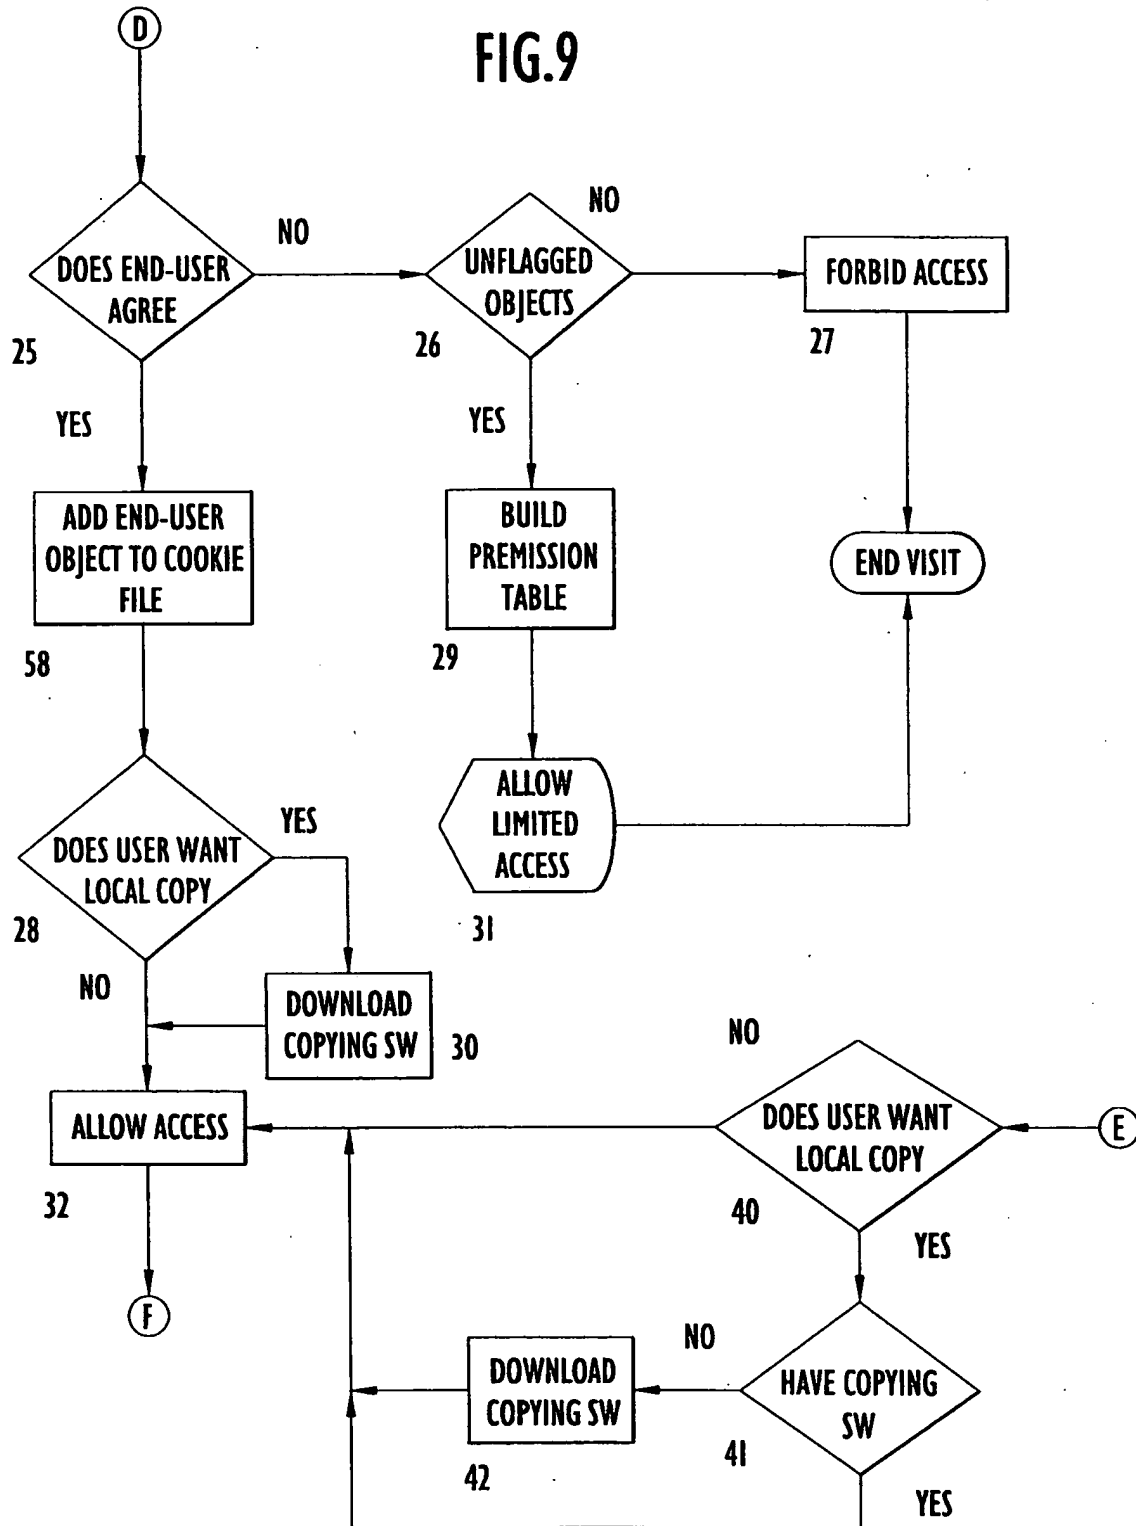 D
FIG.9
DOES END-USER
AGREE
25
NO
UNFLAGGED
OBJECTS
26
NO
FORBID ACCESS
27
YES
ADD END-USER
OBJECT TO COOKIE
FILE
58
YES
BUILD
PREMISSION
TABLE
29
END VISIT
ALLOW
LIMITED
ACCESS
31
DOES USER WANT
LOCAL COPY
28
YES
NO
DOWNLOAD
COPYING SW
30
ALLOW ACCESS
32
F
NO
DOES USER WANT
LOCAL COPY
40
E
YES
HAVE COPYING
SW
41
NO
DOWNLOAD
COPYING SW
42
YES